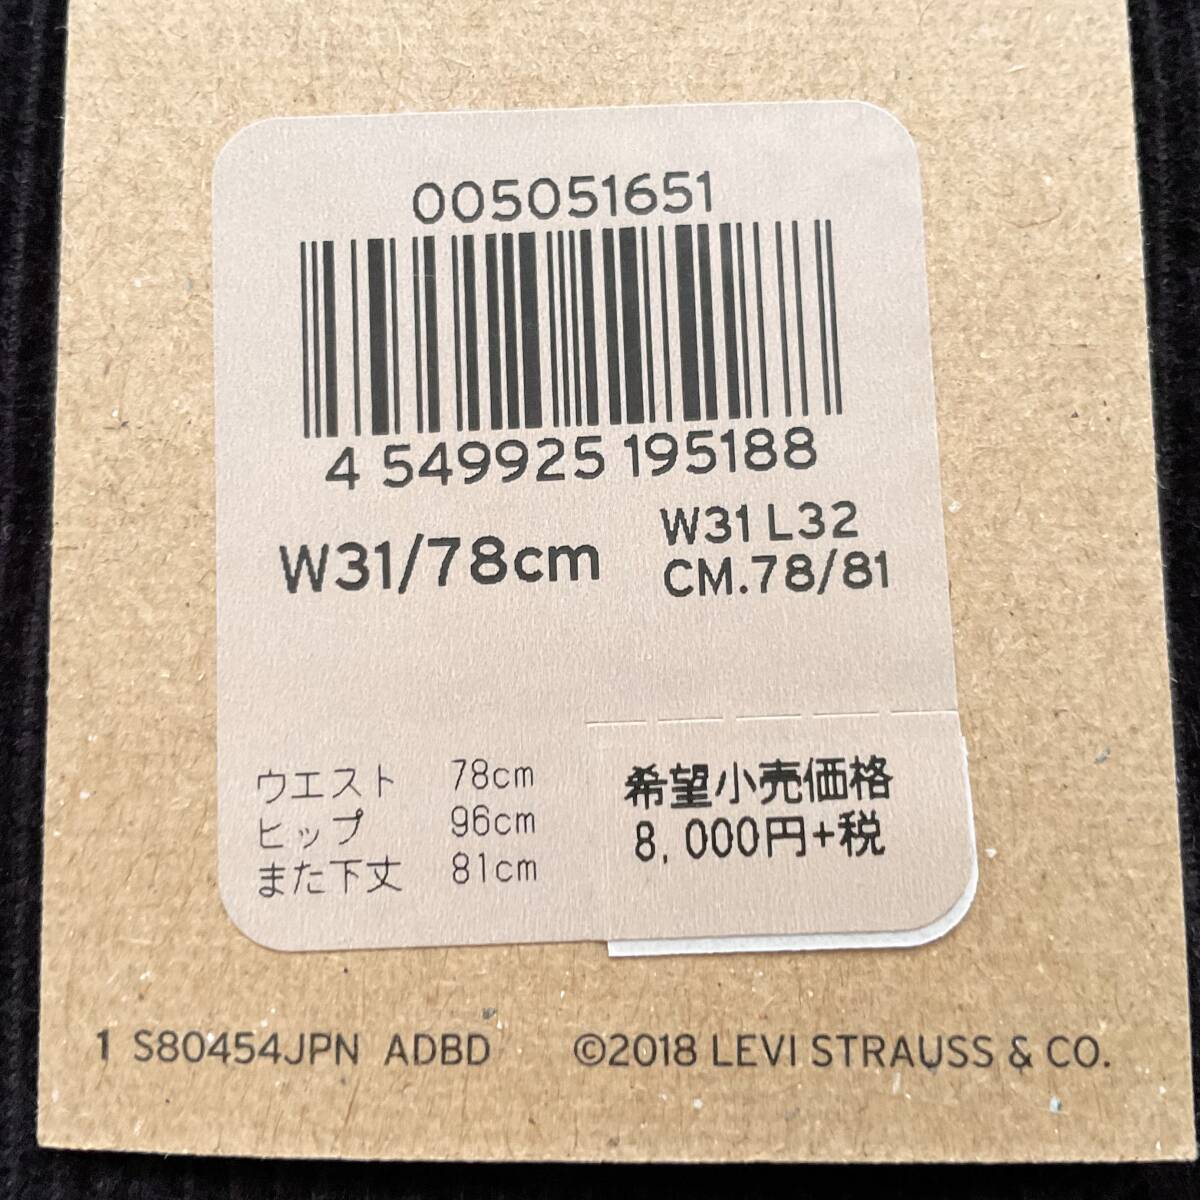 005051651
4 549925 195188
W31/78cm
W31 L32
CM.78/81
ウエスト 78cm
ヒップ 96cm
また下丈 81cm
希望小売価格
8,000円+税
1 S80454JPN ADBD ©2018 LEVI STRAUSS & CO.